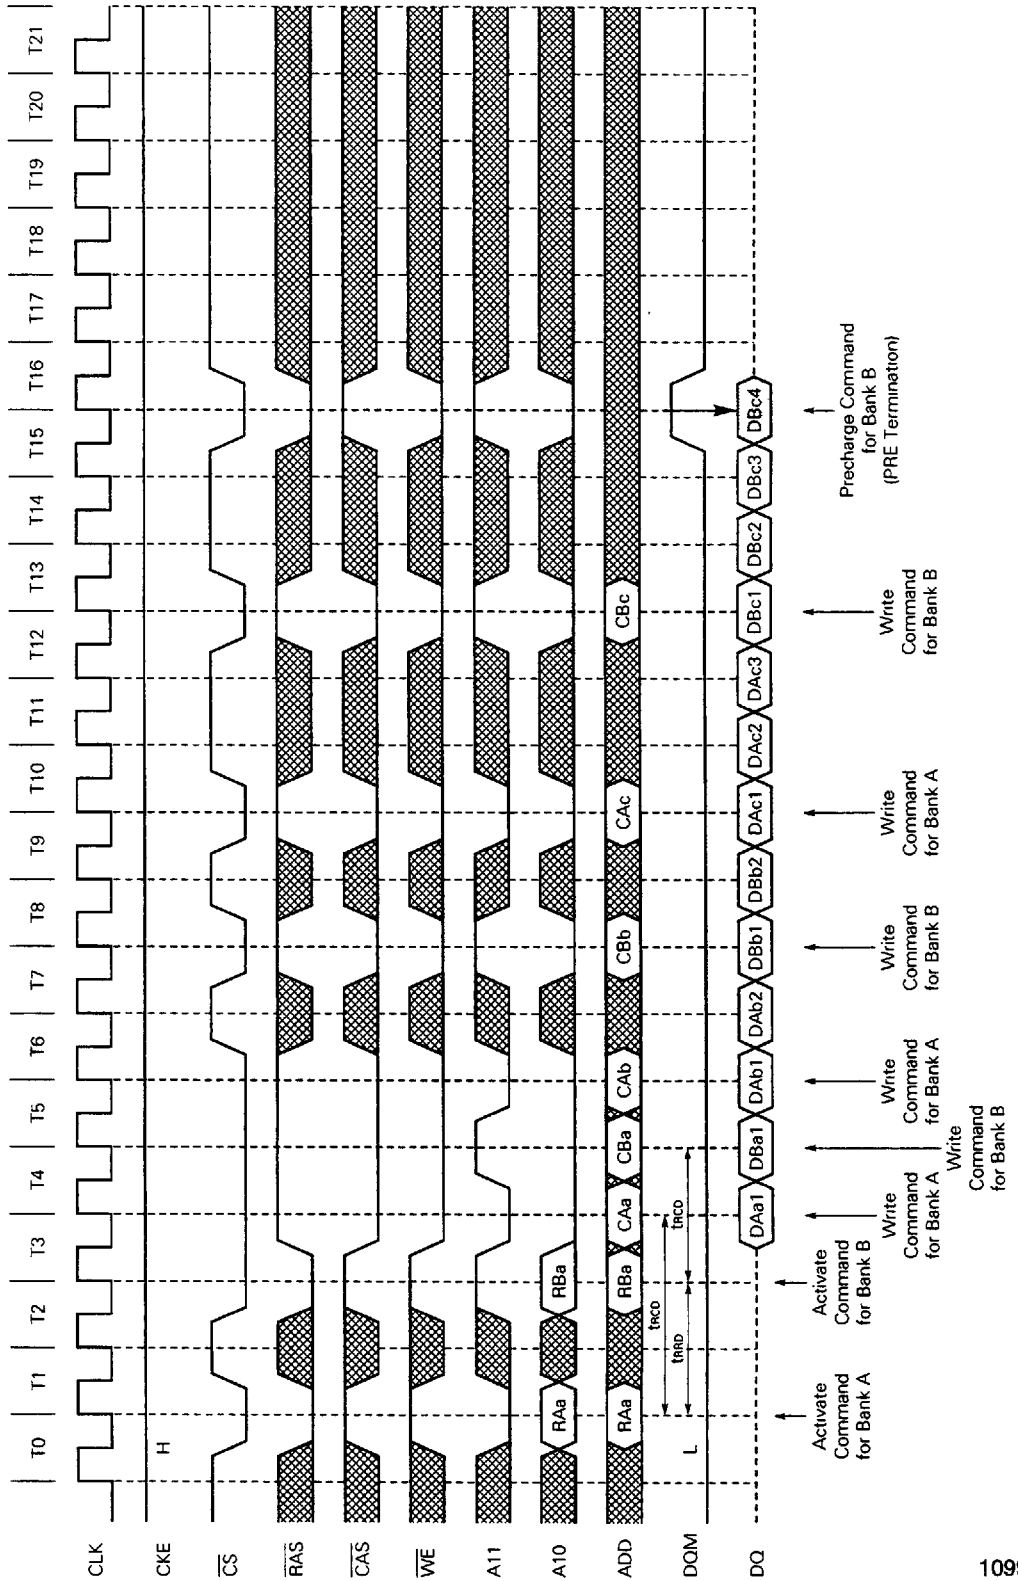 T0 T1 T2 T3 T4 T5 T6 T7 T8 T9 T10 T11 T12 T13 T14 T15 T16 T17 T18 T19 T20 T21
CLK
CKE H
CS
RAS
CAS
WE
A11
A10 RAa RBa
ADD RAa RBa CAa CBa CAb CBb CAc CBc
tRCD
tRRD tRCD
DQM L
DQ DAa1 DBa1 DAb1 DAb2 DBb1 DBb2 DAc1 DAc2 DAc3 DBc1 DBc2 DBc3 DBc4
Activate
Command
for Bank A
Activate
Command
for Bank B
Write
Command
for Bank A
Write
Command
for Bank B
Write
Command
for Bank A
Write
Command
for Bank B
Write
Command
for Bank A
Write
Command
for Bank B
Precharge Command
for Bank B
(PRE Termination)